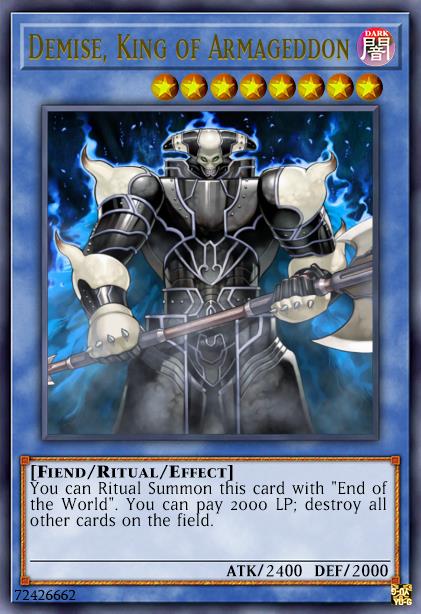 DEMISE, KING OF ARMAGEDDON
DARK
闇
[FIEND/RITUAL/EFFECT]
You can Ritual Summon this card with "End of
the World". You can pay 2000 LP; destroy all
other cards on the field.
ATK/2400 DEF/2000
72426662